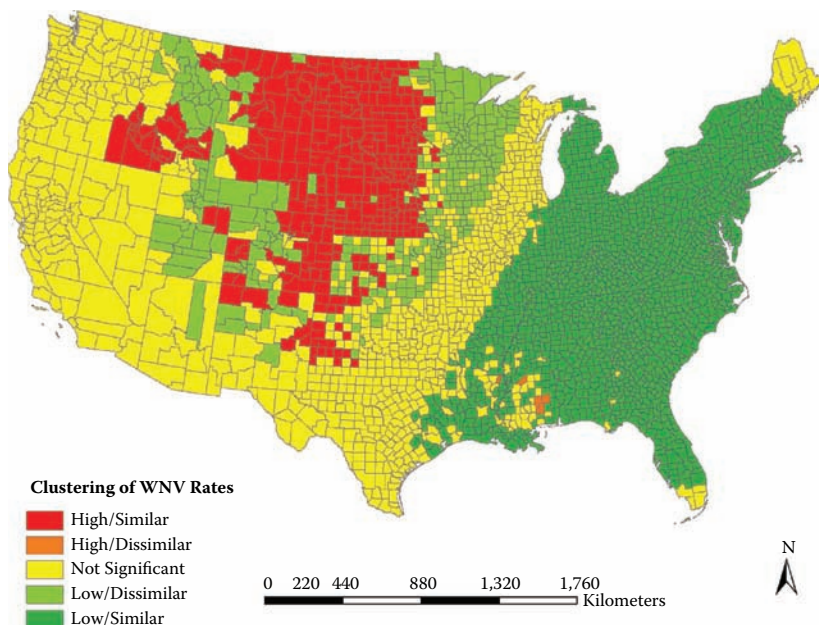 Clustering of WNV Rates
High/Similar
High/Dissimilar
Not Significant
Low/Dissimilar
Low/Similar
0 220 440 880 1,320 1,760
Kilometers
N